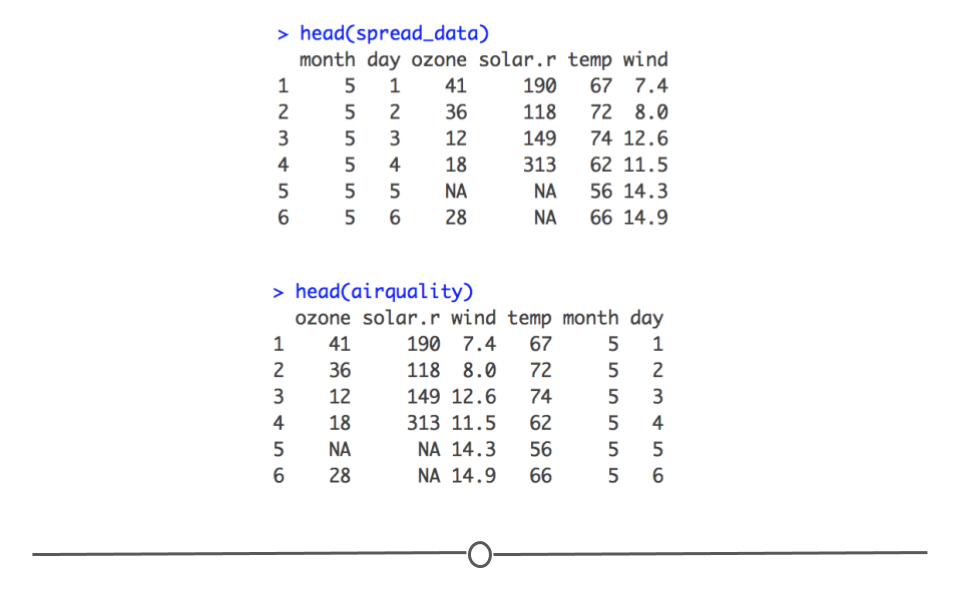 > head(spread_data)
month day ozone solar.r temp wind
1 5 1 41 190 67 7.4
2 5 2 36 118 72 8.0
3 5 3 12 149 74 12.6
4 5 4 18 313 62 11.5
5 5 5 NA NA 56 14.3
6 5 6 28 NA 66 14.9
> head(airquality)
ozone solar.r wind temp month day
1 41 190 7.4 67 5 1
2 36 118 8.0 72 5 2
3 12 149 12.6 74 5 3
4 18 313 11.5 62 5 4
5 NA NA 14.3 56 5 5
6 28 NA 14.9 66 5 6